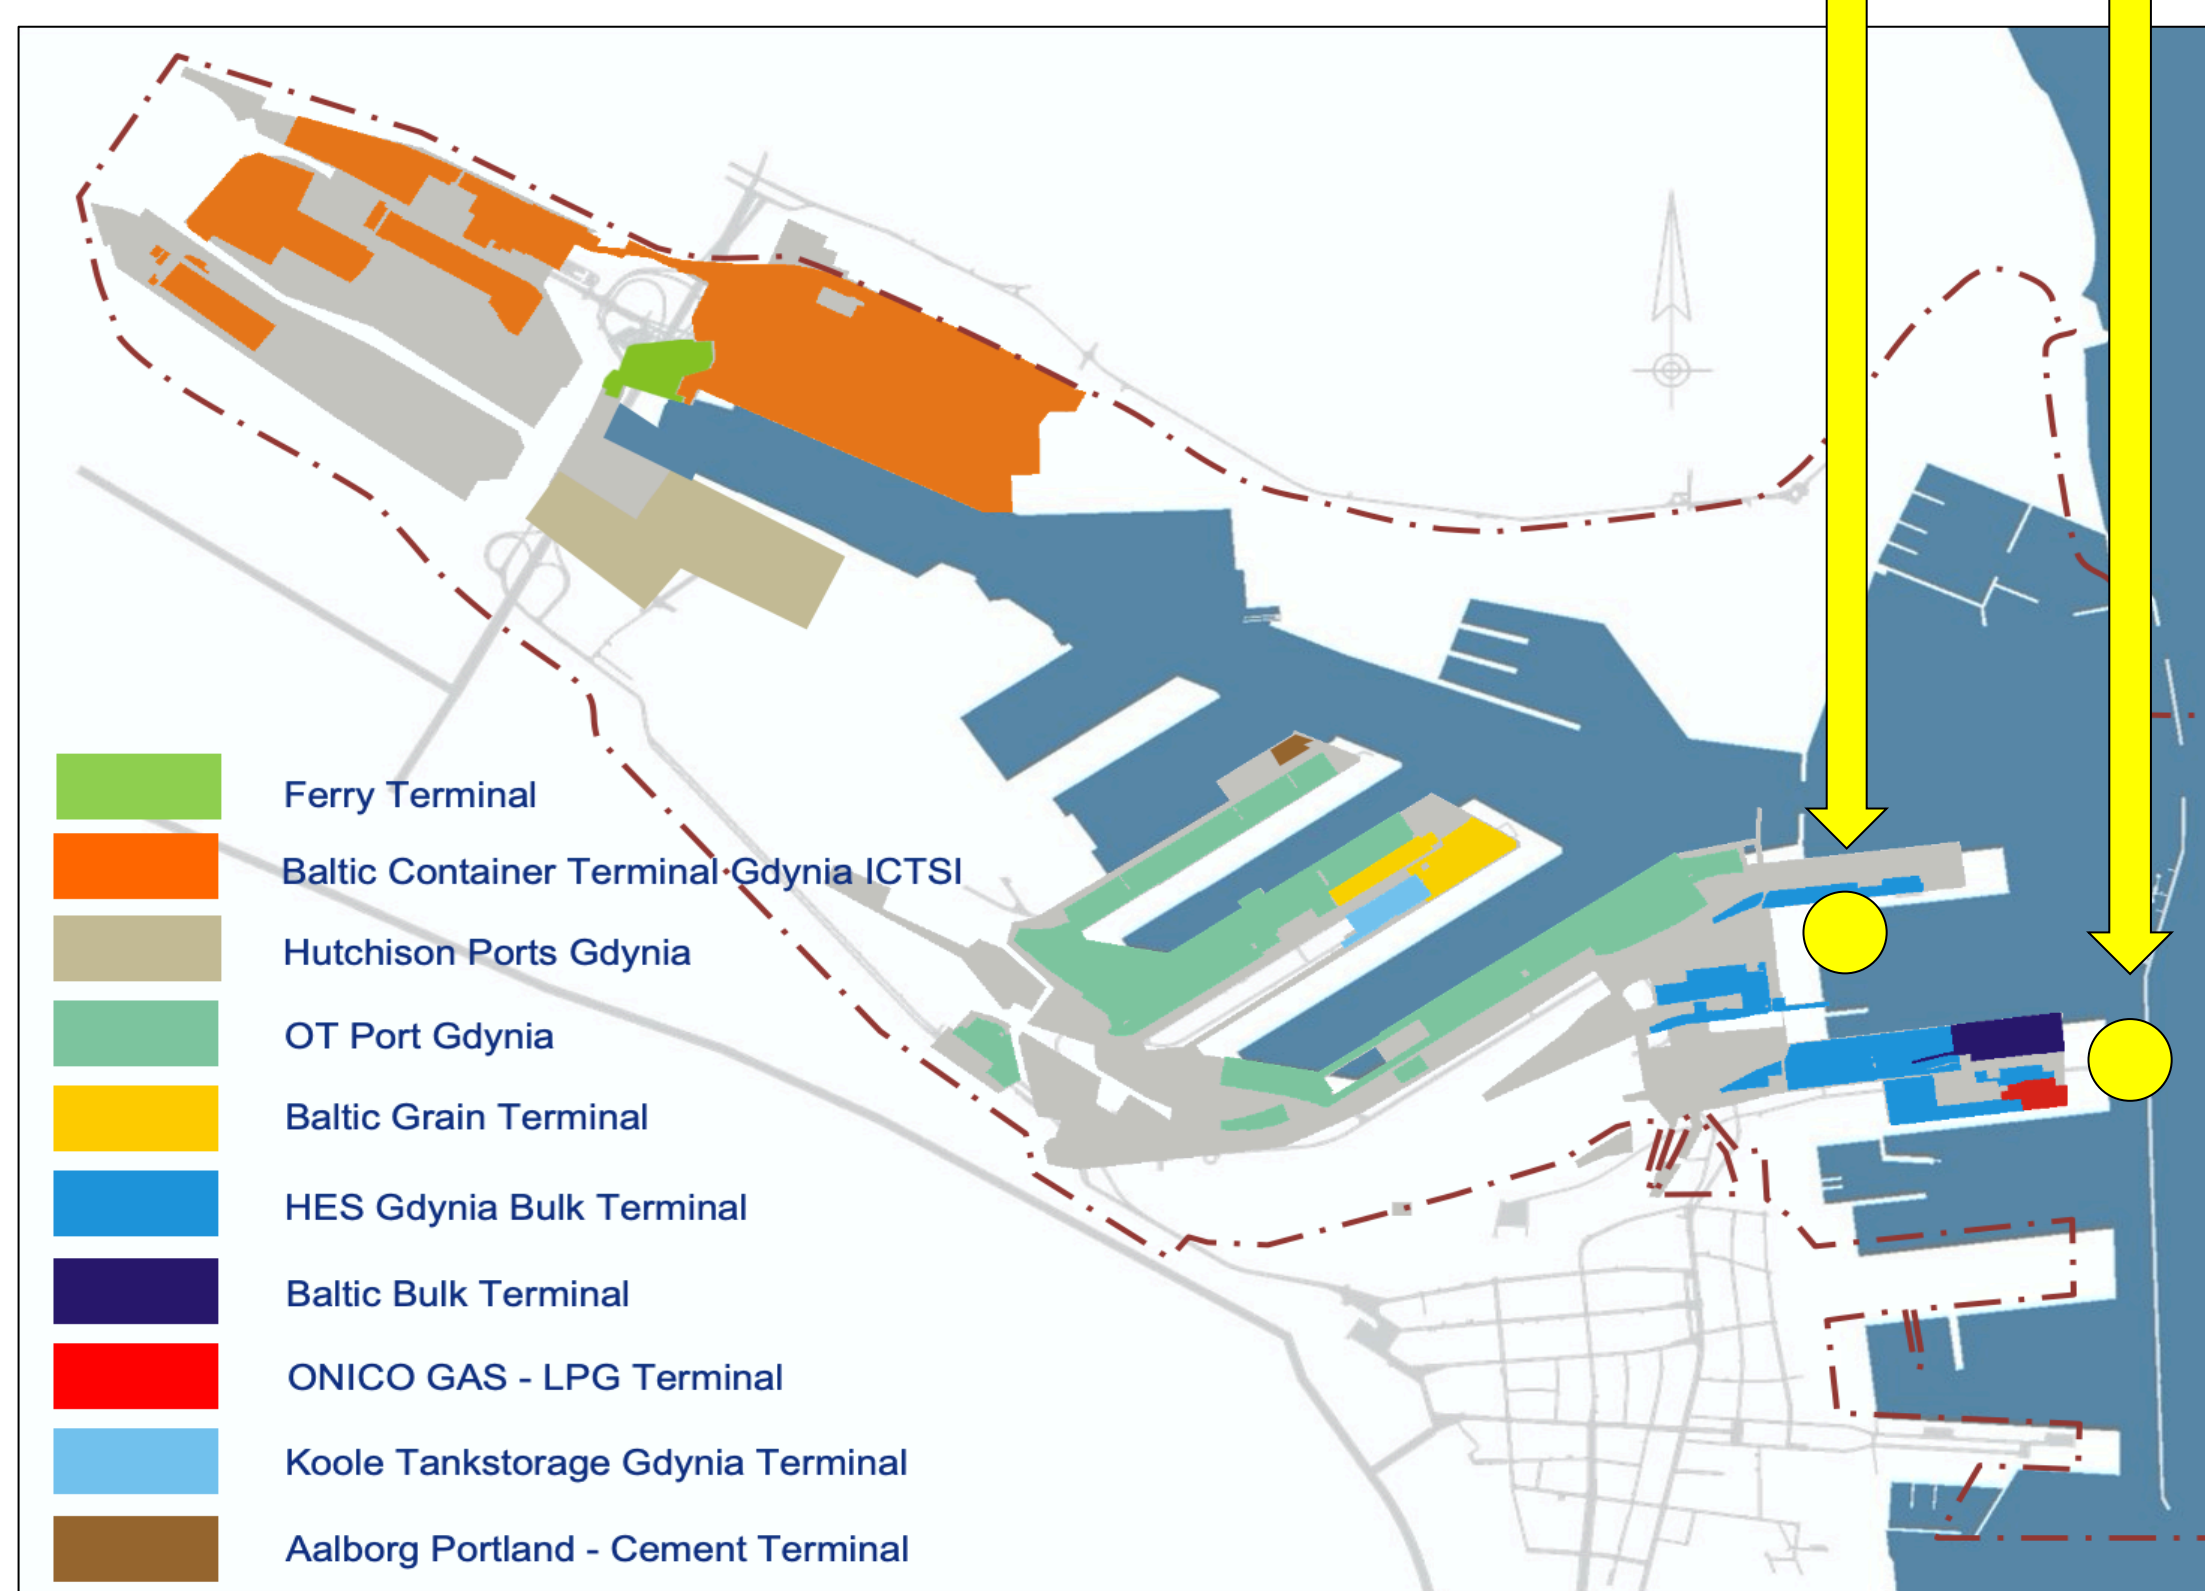 Ferry Terminal
Baltic Container Terminal Gdynia ICTSI
Hutchison Ports Gdynia
OT Port Gdynia
Baltic Grain Terminal
HES Gdynia Bulk Terminal
Baltic Bulk Terminal
ONICO GAS - LPG Terminal
Koole Tankstorage Gdynia Terminal
Aalborg Portland - Cement Terminal